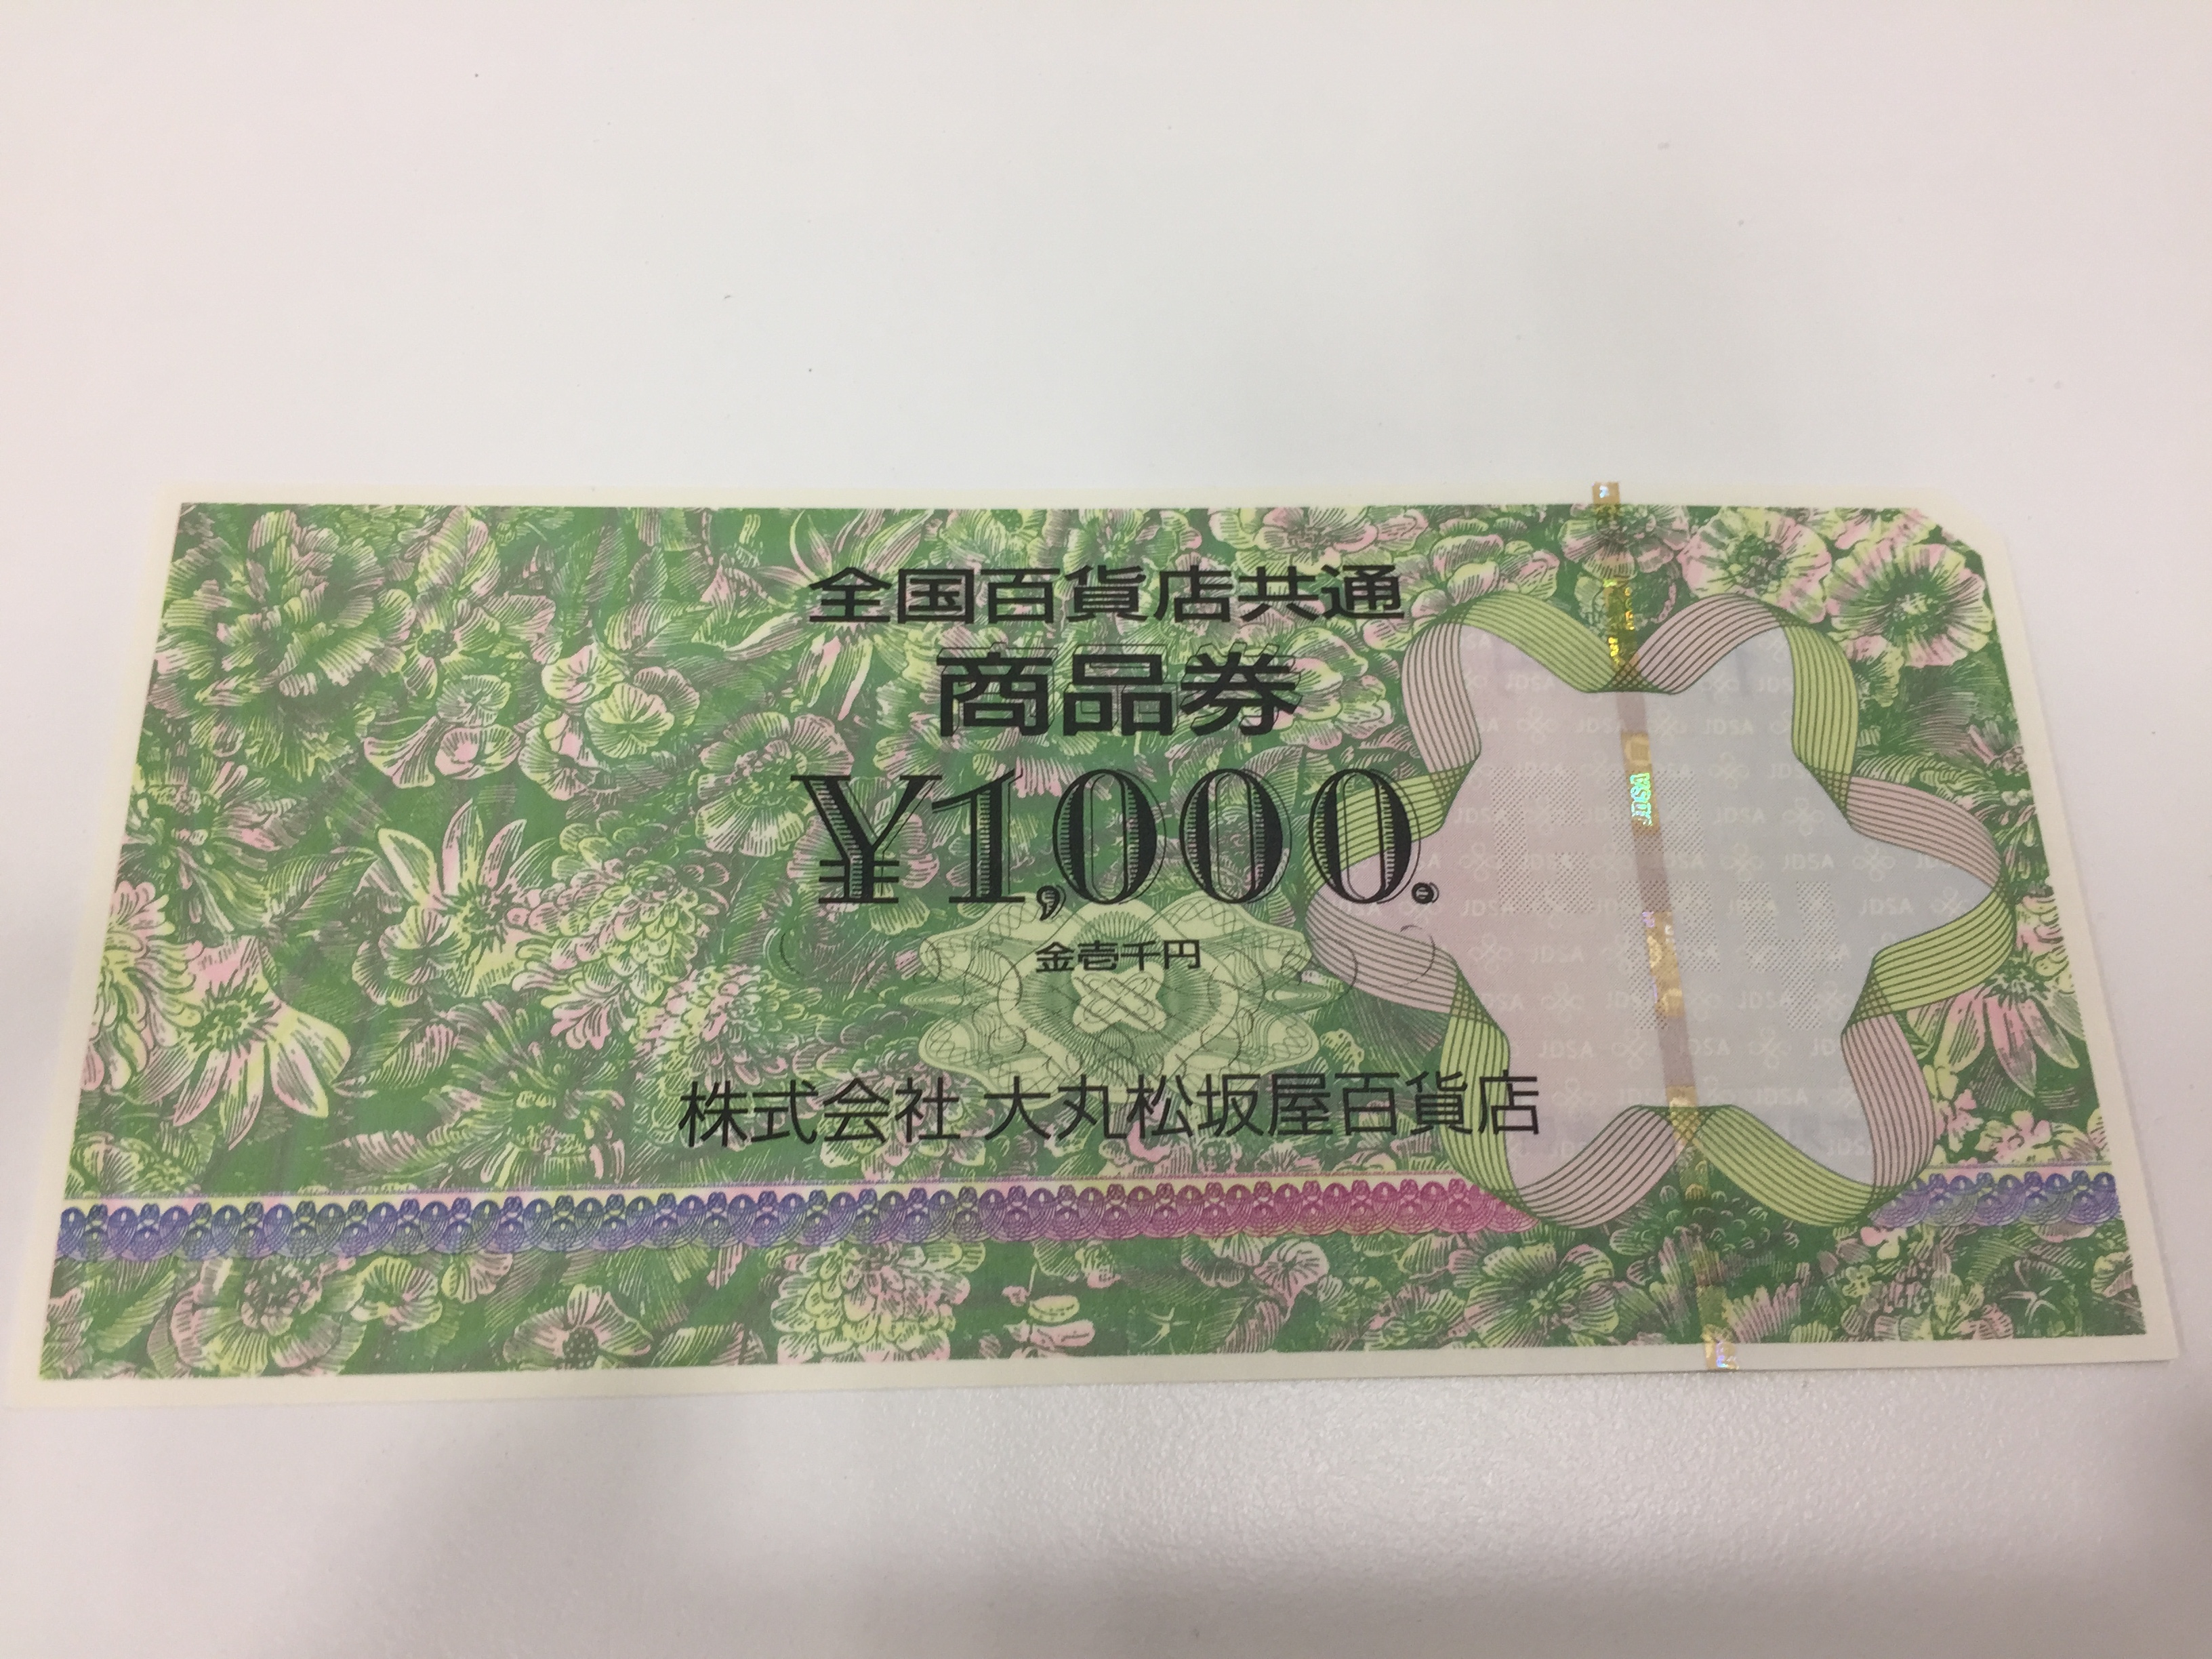 全国百貨店共通
商品券
¥1,000.
金壱千円
株式会社 大丸松坂屋百貨店